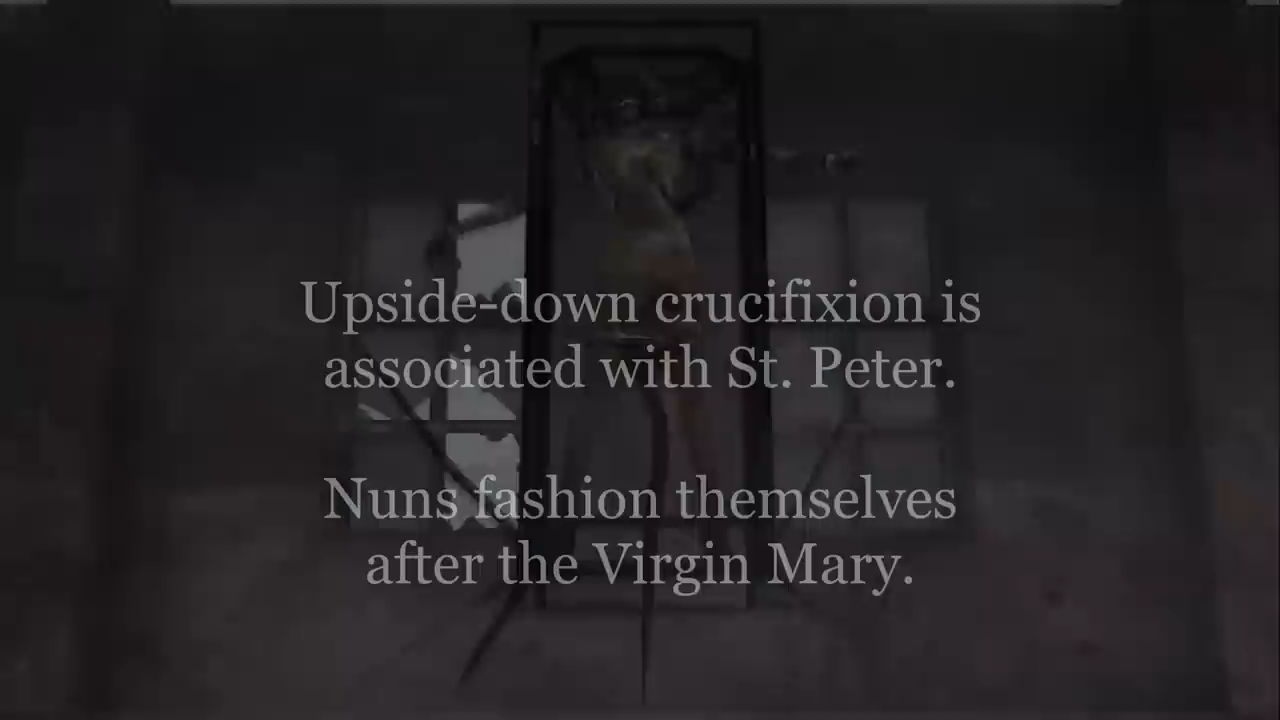 Upside-down crucifixion is
associated with St. Peter.
Nuns fashion themselves
after the Virgin Mary.